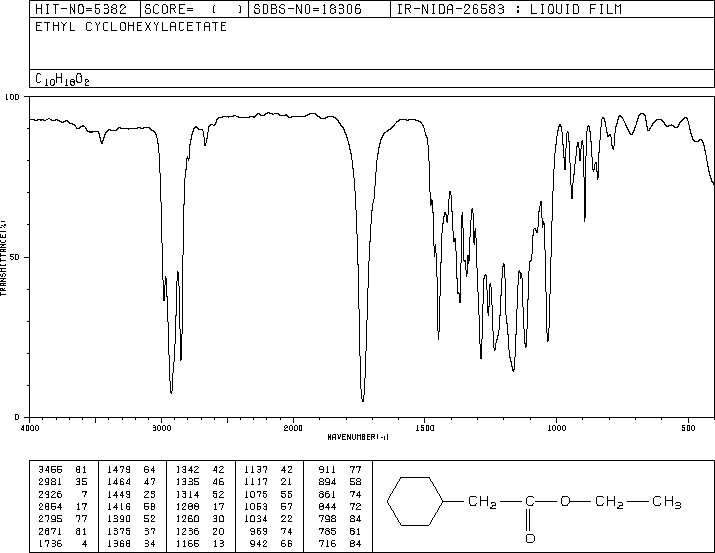 HIT-NO=5382 SCORE= ( ) SDBS-NO=18306 IR-NIDA-26583 : LIQUID FILM
ETHYL CYCLOHEXYLACETATE
C10H18O2
100
50
0
TRANSMITTANCE(%)
4000 3000 2000 1500 1000 500
WAVENUMBER(-1)
3455 81 1479 64 1342 42 1137 42 911 77
2981 35 1464 47 1335 46 1117 21 894 58
2926 7 1449 23 1314 52 1075 55 861 74
2854 17 1416 58 1288 17 1053 57 844 72
2795 77 1390 52 1260 30 1034 22 798 84
2671 81 1375 37 1236 20 969 74 785 81
1736 4 1368 34 1165 13 942 66 716 84
CH2 C O CH2 CH3
O